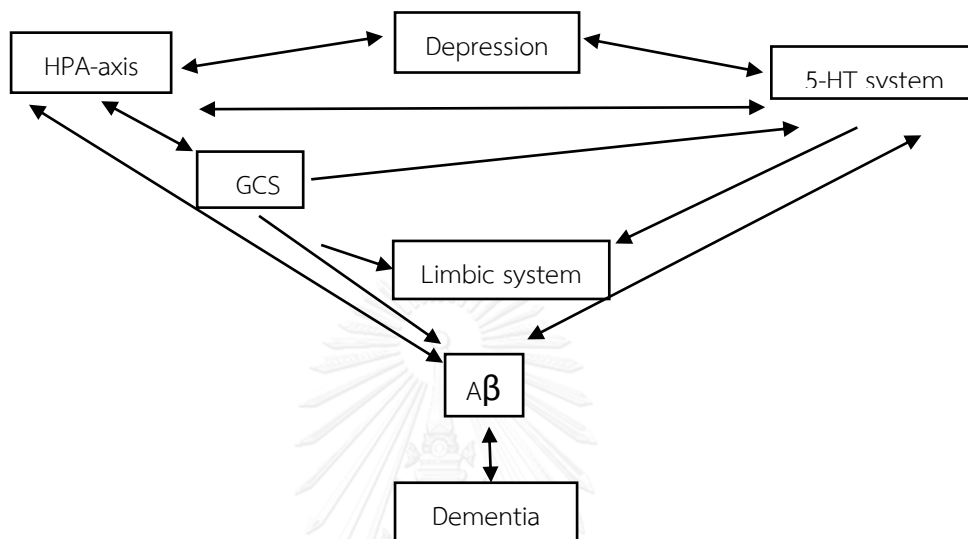 Depression
HPA-axis
5-HT system
GCS
Limbic system
Aβ
Dementia